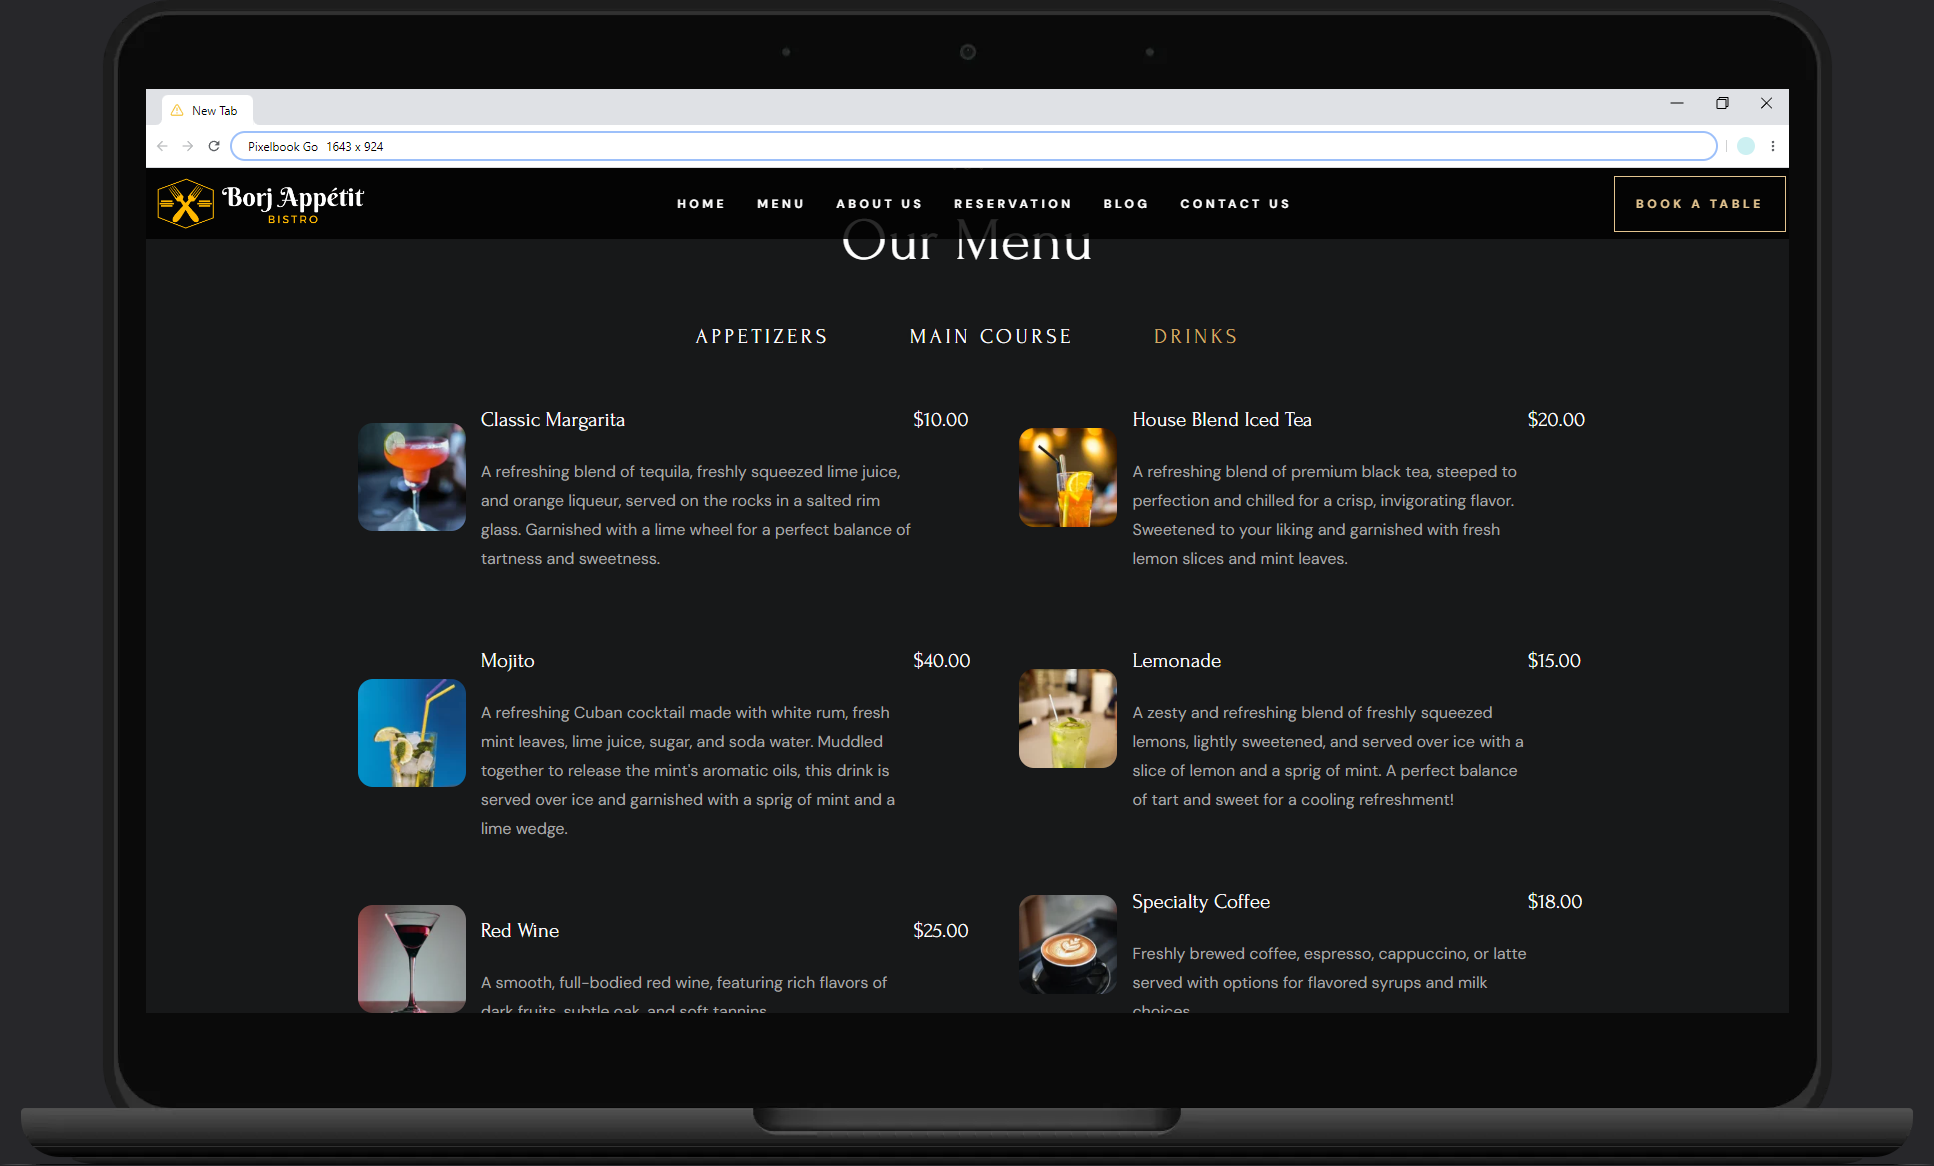 New Tab
Pixelbook Go 1643 x 924
Borj Appétit
BISTRO
HOME
MENU
ABOUT US
RESERVATION
BLOG
CONTACT US
BOOK A TABLE
Our Menu
APPETIZERS
MAIN COURSE
DRINKS
Classic Margarita
$10.00
A refreshing blend of tequila, freshly squeezed lime juice,
and orange liqueur, served on the rocks in a salted rim
glass. Garnished with a lime wheel for a perfect balance of
tartness and sweetness.
House Blend Iced Tea
$20.00
A refreshing blend of premium black tea, steeped to
perfection and chilled for a crisp, invigorating flavor.
Sweetened to your liking and garnished with fresh
lemon slices and mint leaves.
Mojito
$40.00
A refreshing Cuban cocktail made with white rum, fresh
mint leaves, lime juice, sugar, and soda water. Muddled
together to release the mint's aromatic oils, this drink is
served over ice and garnished with a sprig of mint and a
lime wedge.
Lemonade
$15.00
A zesty and refreshing blend of freshly squeezed
lemons, lightly sweetened, and served over ice with a
slice of lemon and a sprig of mint. A perfect balance
of tart and sweet for a cooling refreshment!
Red Wine
$25.00
A smooth, full-bodied red wine, featuring rich flavors of
dark fruits, subtle oak, and soft tannins
Specialty Coffee
$18.00
Freshly brewed coffee, espresso, cappuccino, or latte
served with options for flavored syrups and milk
choices